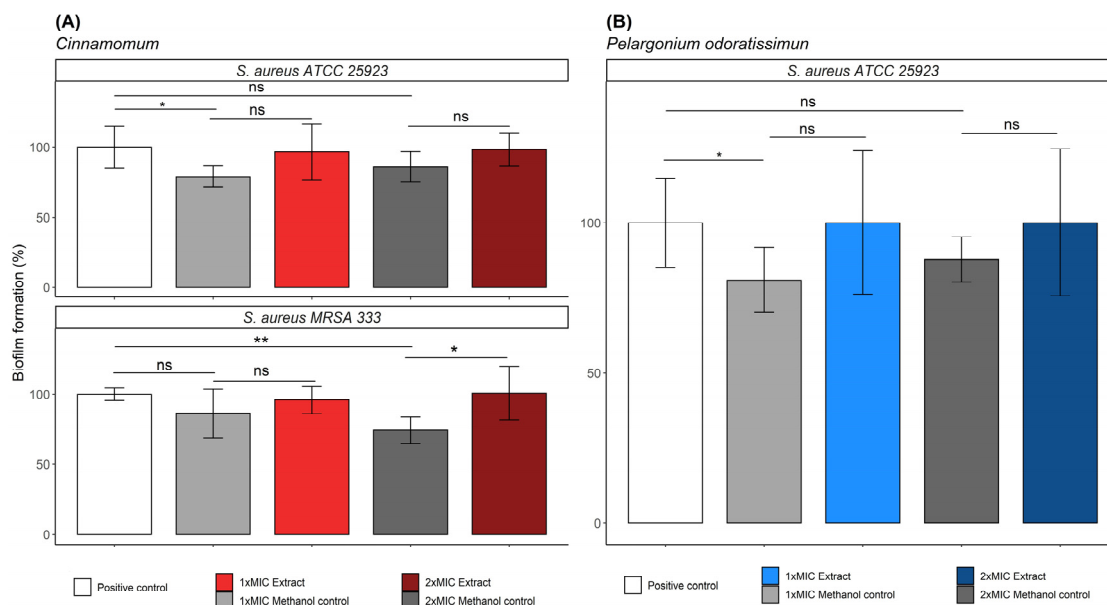 (A)
Cinnamomum
S. aureus ATCC 25923
ns
* ns ns
100
50
0
Biofilm formation (%)
S. aureus MRSA 333
** *
ns ns
100
50
0
Positive control 1xMIC Extract 2xMIC Extract
1xMIC Methanol control 2xMIC Methanol control
(B)
Pelargonium odoratissimun
S. aureus ATCC 25923
ns
ns ns
*
100
50
0
Positive control 1xMIC Extract 2xMIC Extract
1xMIC Methanol control 2xMIC Methanol control